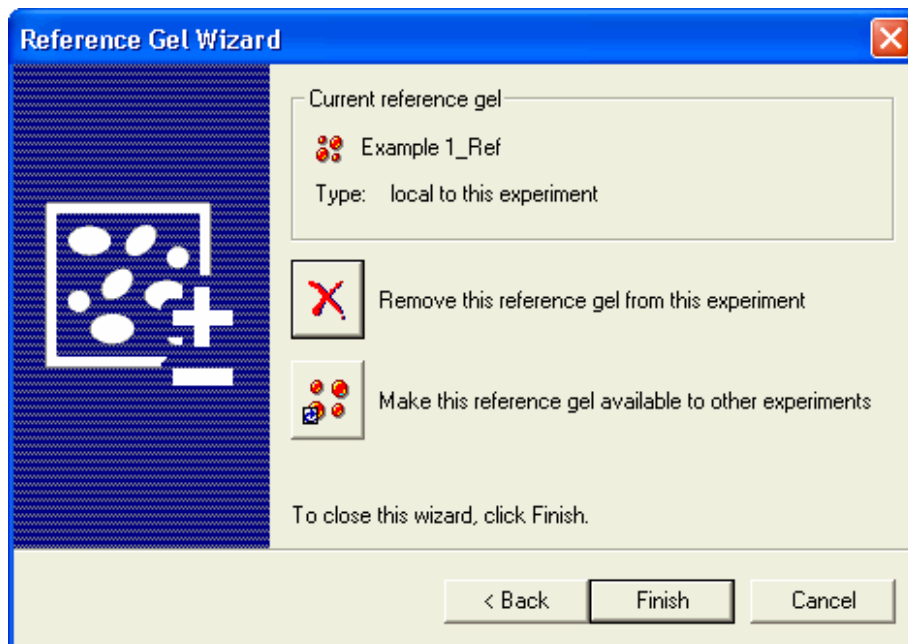 Reference Gel Wizard
Current reference gel
Example 1_Ref
Type: local to this experiment
Remove this reference gel from this experiment
Make this reference gel available to other experiments
To close this wizard, click Finish.
< Back Finish Cancel